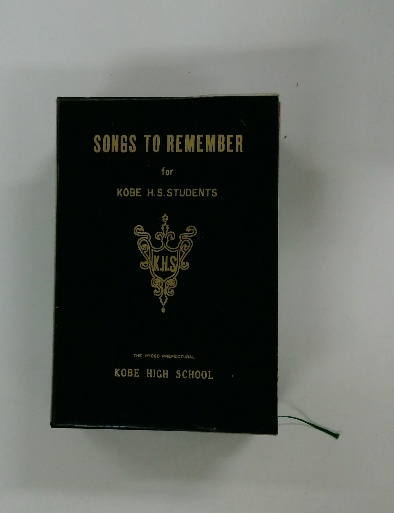 SONGS TO REMEMBER
for
KOBE H.S.STUDENTS
K.H.S
THE HYOGO PREFECTURAL
KOBE HIGH SCHOOL